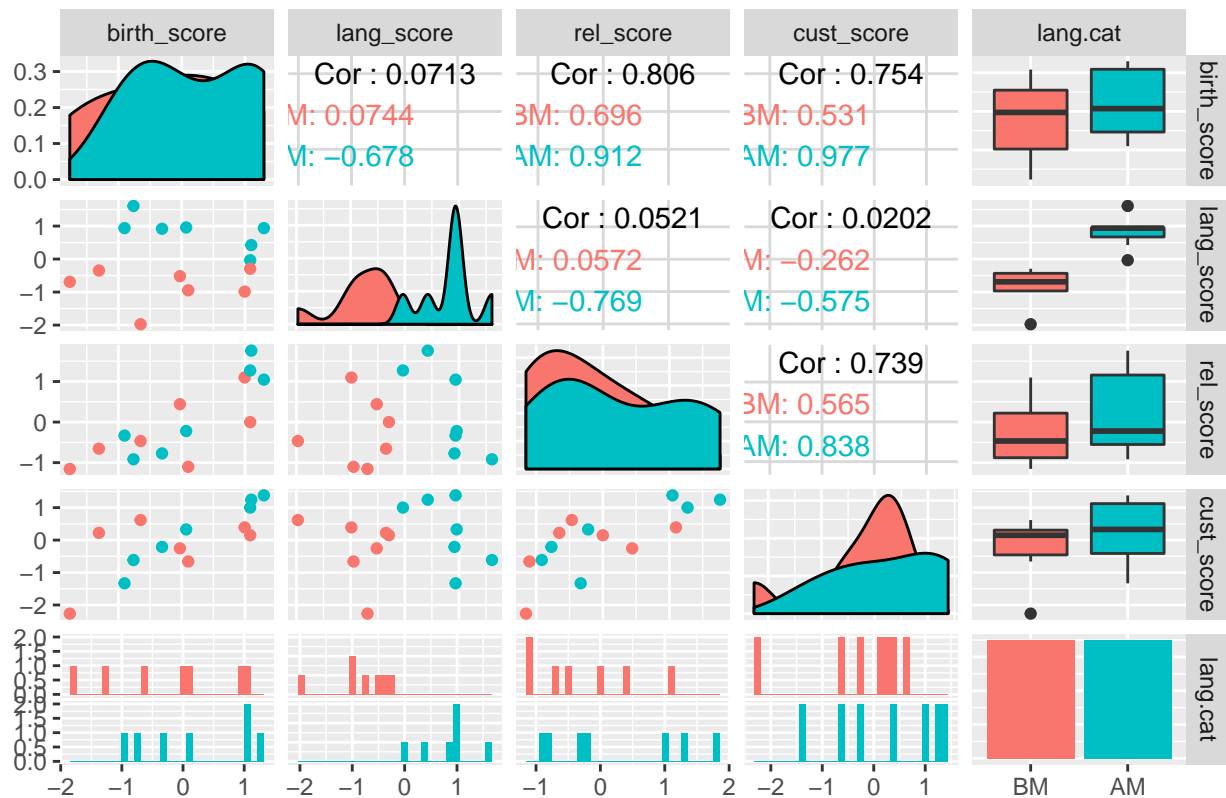 birth_score lang_score rel_score cust_score lang.cat
0.3
0.2
0.1
0.0
Cor : 0.0713
M: 0.0744
M: −0.678
Cor : 0.806
BM: 0.696
AM: 0.912
Cor : 0.754
BM: 0.531
AM: 0.977
birth_score
1
0
−1
−2
Cor : 0.0521
M: 0.0572
M: −0.769
Cor : 0.0202
M: −0.262
M: −0.575
lang_score
1
0
−1
Cor : 0.739
BM: 0.565
AM: 0.838
rel_score
1
0
−1
−2
cust_score
2.0
1.5
1.0
0.5
0.0
2.0
1.5
1.0
0.5
0.0
lang.cat
−2 −1 0 1 −2 −1 0 1 −1 0 1 2 −2 −1 0 1 BM AM